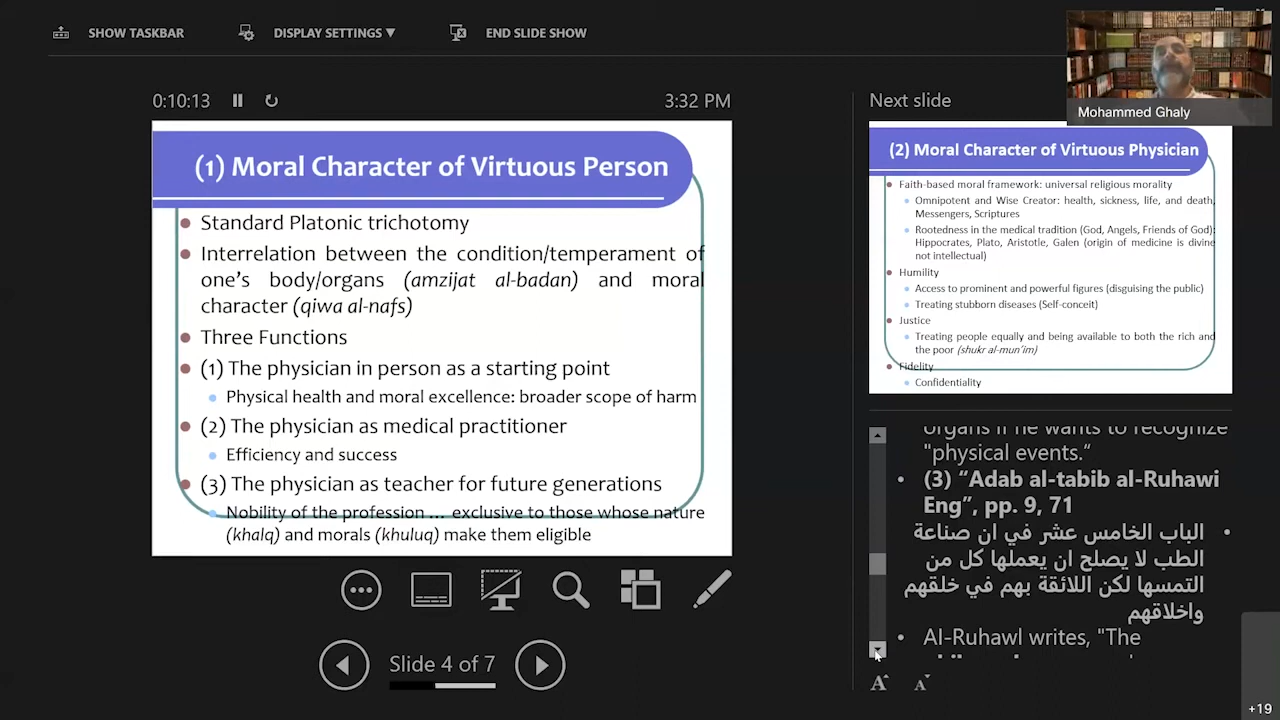 SHOW TASKBAR
DISPLAY SETTINGS ▼
END SLIDE SHOW
Mohammed Ghaly
0:10:13
3:32 PM
(1) Moral Character of Virtuous Person
Standard Platonic trichotomy
Interrelation between the condition/temperament of
one's body/organs (amzijat al-badan) and moral
character (qiwa al-nafs)
Three Functions
(1) The physician in person as a starting point
Physical health and moral excellence: broader scope of harm
(2) The physician as medical practitioner
Efficiency and success
(3) The physician as teacher for future generations
Nobility of the profession … exclusive to those whose nature
(khalq) and morals (khuluq) make them eligible
Slide 4 of 7
Next slide
(2) Moral Character of Virtuous Physician
Faith-based moral framework: universal religious morality
Omnipotent and Wise Creator: health, sickness, life, and death,
Messengers, Scriptures
Rootedness in the medical tradition (God, Angels, Friends of God):
Hippocrates, Plato, Aristotle, Galen (origin of medicine is divine
not intellectual)
Humility
Access to prominent and powerful figures (disguising the public)
Treating stubborn diseases (Self-conceit)
Justice
Treating people equally and being available to both the rich and
the poor (shukr al-mun'im)
Fidelity
Confidentiality
organs if he wants to recognize
"physical events."
(3) "Adab al-tabib al-Ruhawi
Eng", pp. 9, 71
الباب الخامس عشر في ان صناعة
الطب لا يصلح ان يعملها كل من
التمسها لكن اللائقة بهم في خلقهم
واخلاقهم
Al-Ruhawl writes, "The
A
A
+19